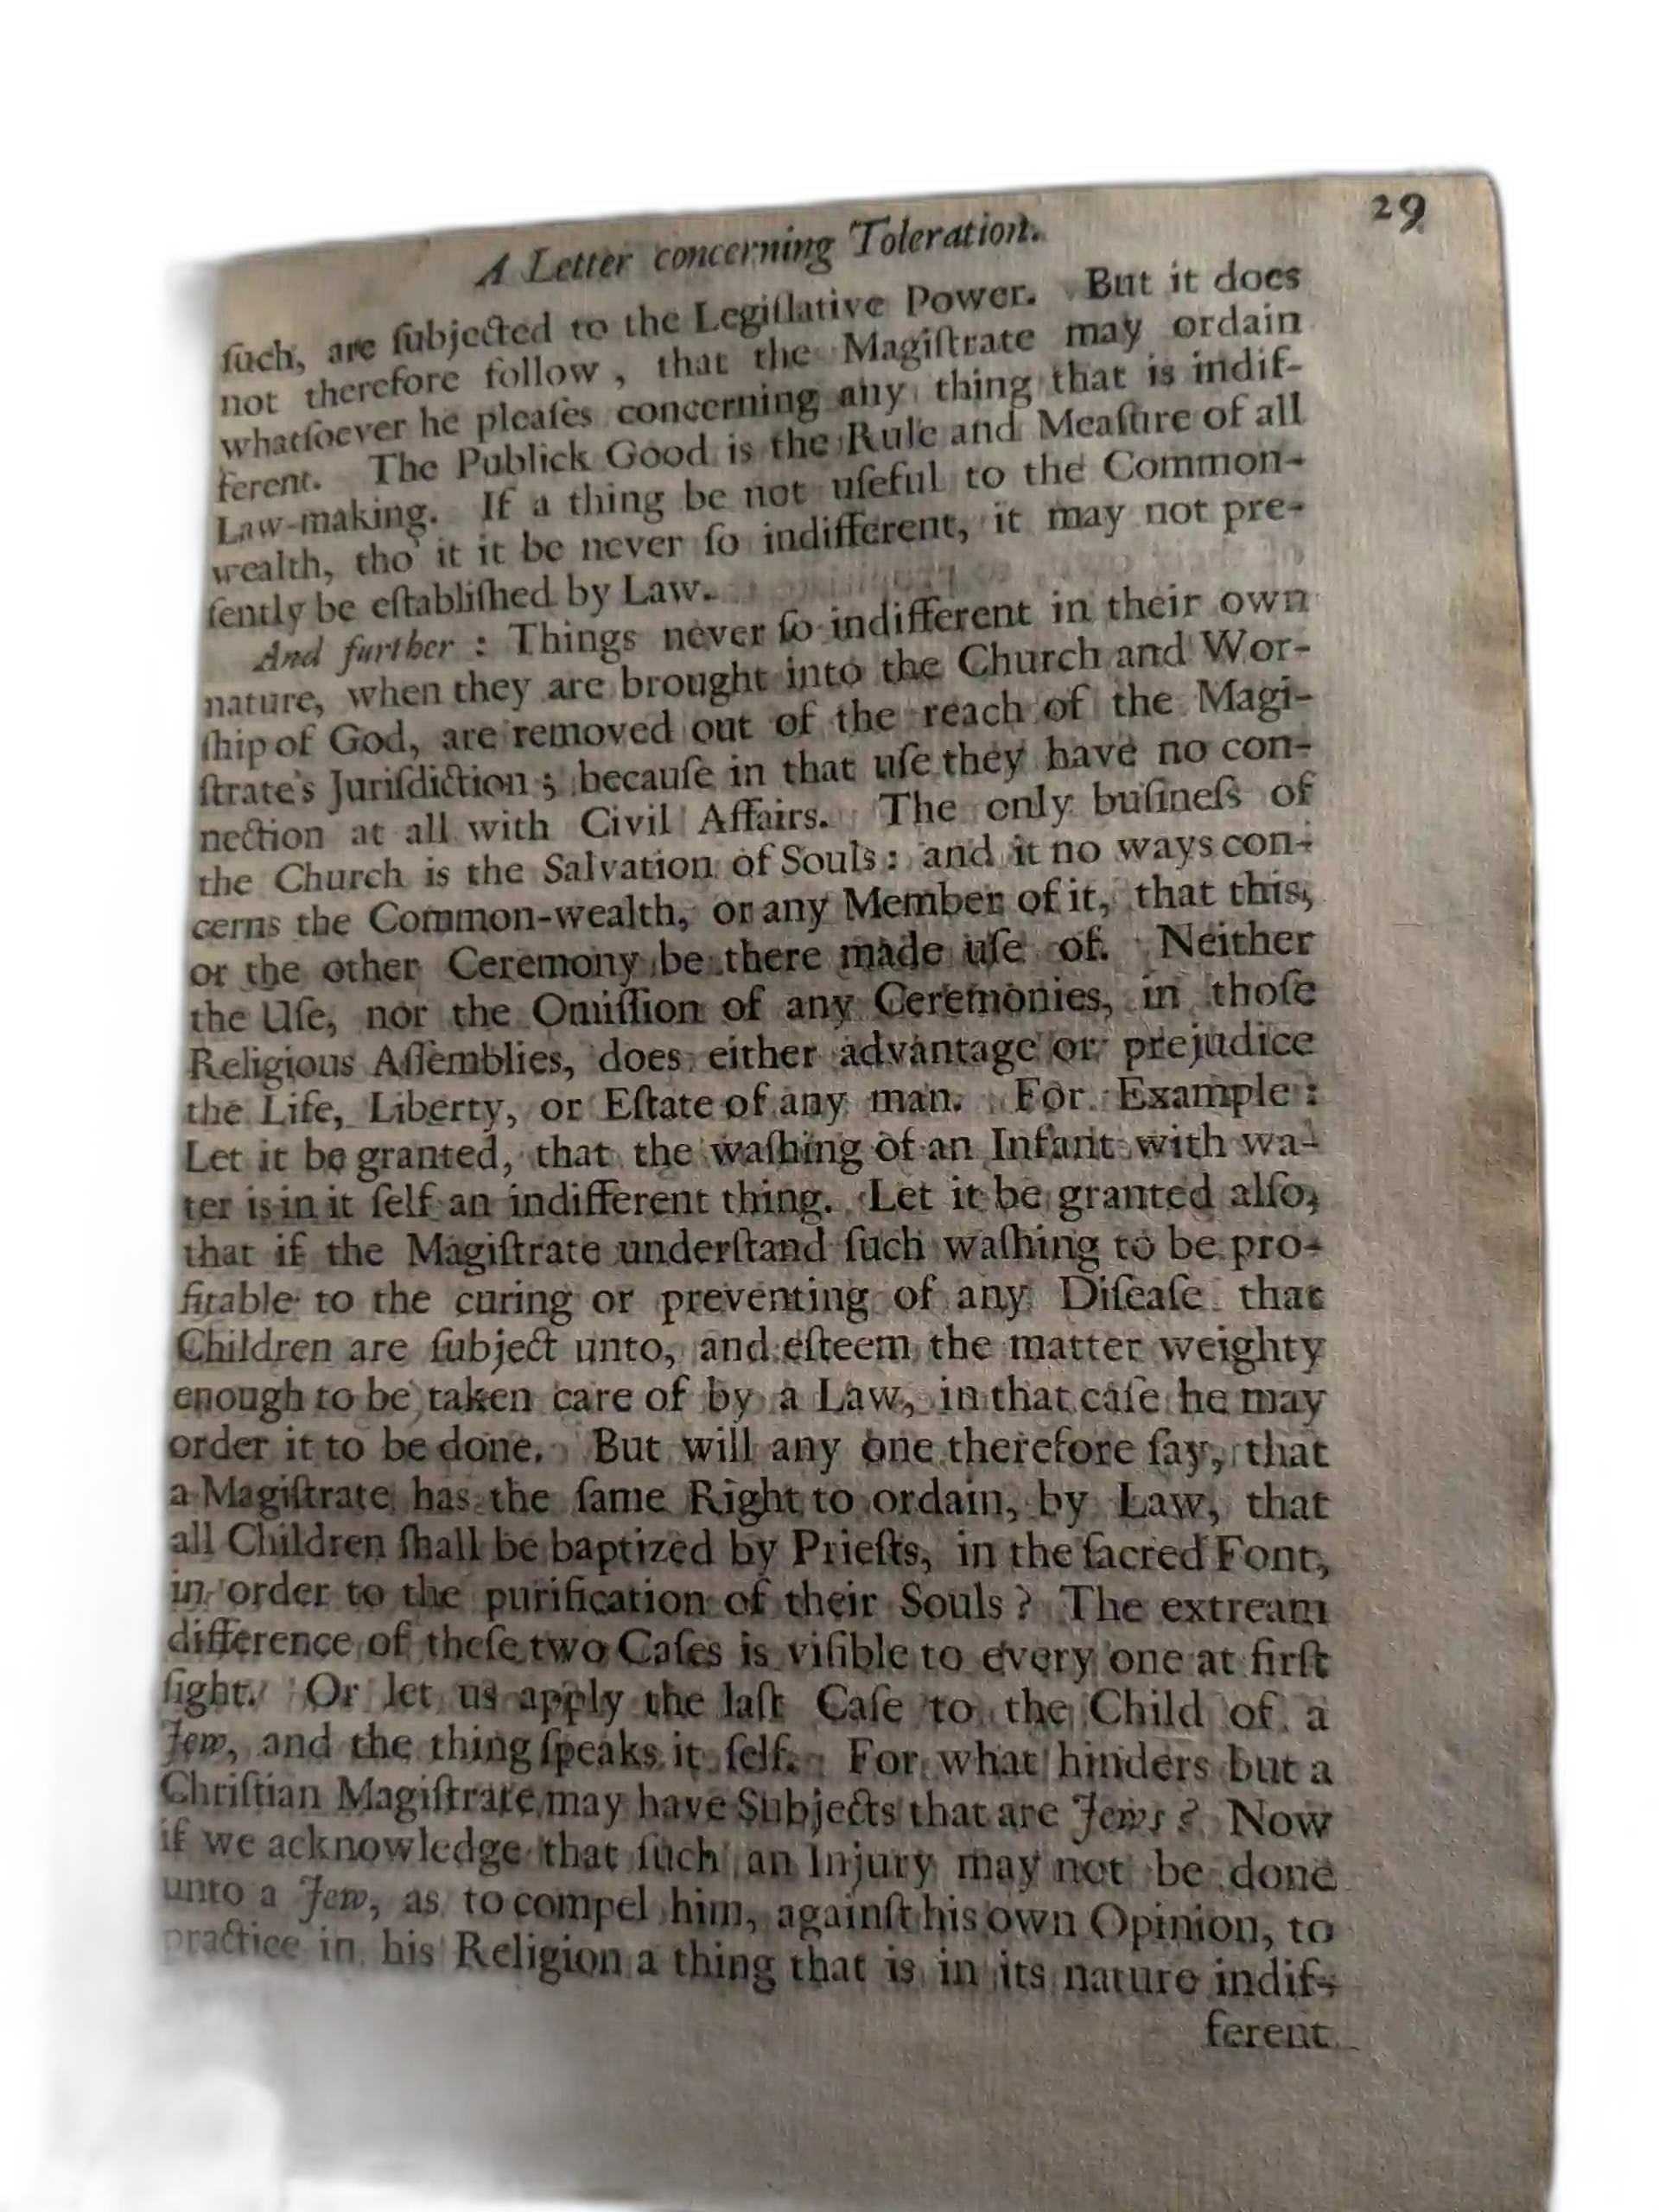 A Letter concerning Toleration. 29
ſuch, are ſubjected to the Legiſlative Power. But it does
not therefore follow, that the Magiſtrate may ordain
whatſoever he pleaſes concerning any thing that is indif-
ferent. The Publick Good is the Rule and Meaſure of all
Law-making. If a thing be not uſeful to the Common-
wealth, tho' it it be never ſo indifferent, it may not pre-
ſently be eſtabliſhed by Law.
And further : Things never ſo indifferent in their own
nature, when they are brought into the Church and Wor-
ſhip of God, are removed out of the reach of the Magi-
ſtrate's Juriſdiction ; becauſe in that uſe they have no con-
nection at all with Civil Affairs. The only buſineſs of
the Church is the Salvation of Souls : and it no ways con-
cerns the Common-wealth, or any Member of it, that this,
or the other Ceremony be there made uſe of. Neither
the Uſe, nor the Omiſſion of any Ceremonies, in thoſe
Religious Aſſemblies, does either advantage or prejudice
the Life, Liberty, or Eſtate of any man. For Example :
Let it be granted, that the waſhing of an Infant with wa-
ter is in it ſelf an indifferent thing. Let it be granted alſo,
that if the Magiſtrate underſtand ſuch waſhing to be pro-
fitable to the curing or preventing of any Diſeaſe that
Children are ſubject unto, and eſteem the matter weighty
enough to be taken care of by a Law, in that caſe he may
order it to be done. But will any one therefore ſay, that
a Magiſtrate has the ſame Right to ordain, by Law, that
all Children ſhall be baptized by Prieſts, in the ſacred Font,
in order to the purification of their Souls ? The extream
difference of theſe two Caſes is viſible to every one at firſt
ſight. Or let us apply the laſt Caſe to the Child of a
Jew, and the thing ſpeaks it ſelf. For what hinders but a
Chriſtian Magiſtrate may have Subjects that are Jews ? Now
if we acknowledge that ſuch an Injury may not be done
unto a Jew, as to compel him, againſt his own Opinion, to
practice in his Religion a thing that is in its nature indif-
ferent